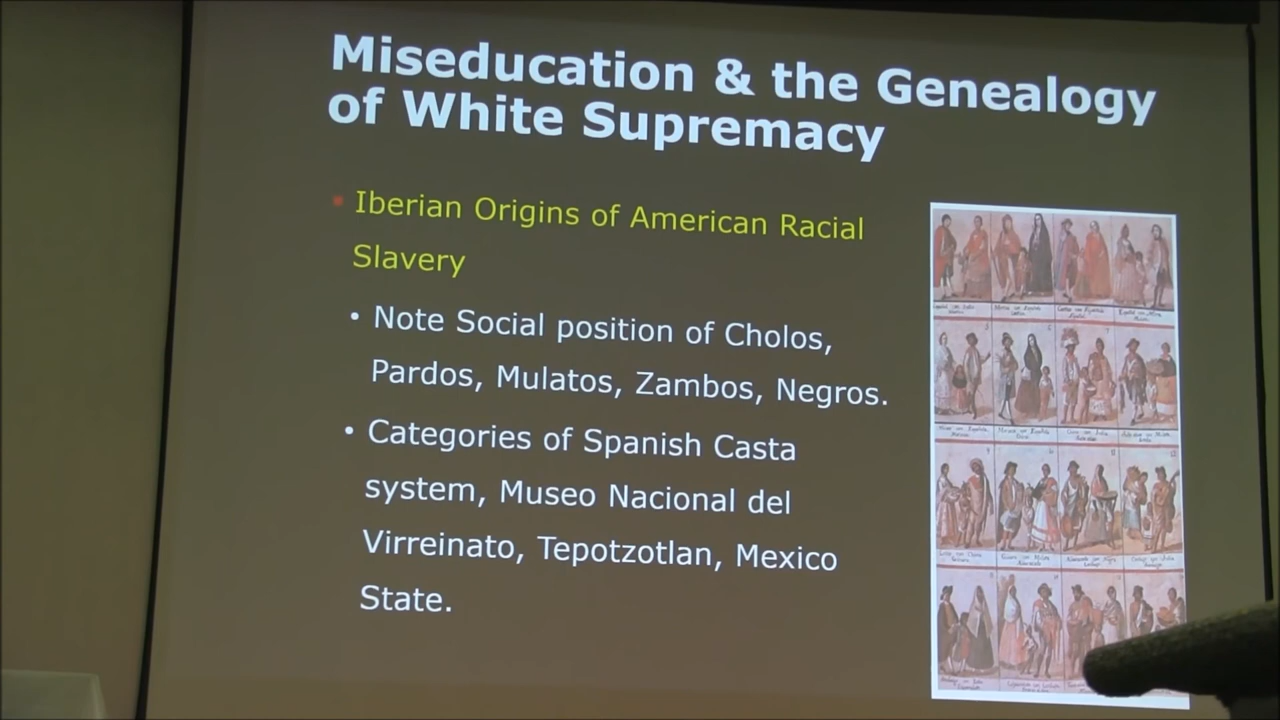 Miseducation & the Genealogy
of White Supremacy
Iberian Origins of American Racial
Slavery
• Note Social position of Cholos,
Pardos, Mulatos, Zambos, Negros.
• Categories of Spanish Casta
system, Museo Nacional del
Virreinato, Tepotzotlan, Mexico
State.